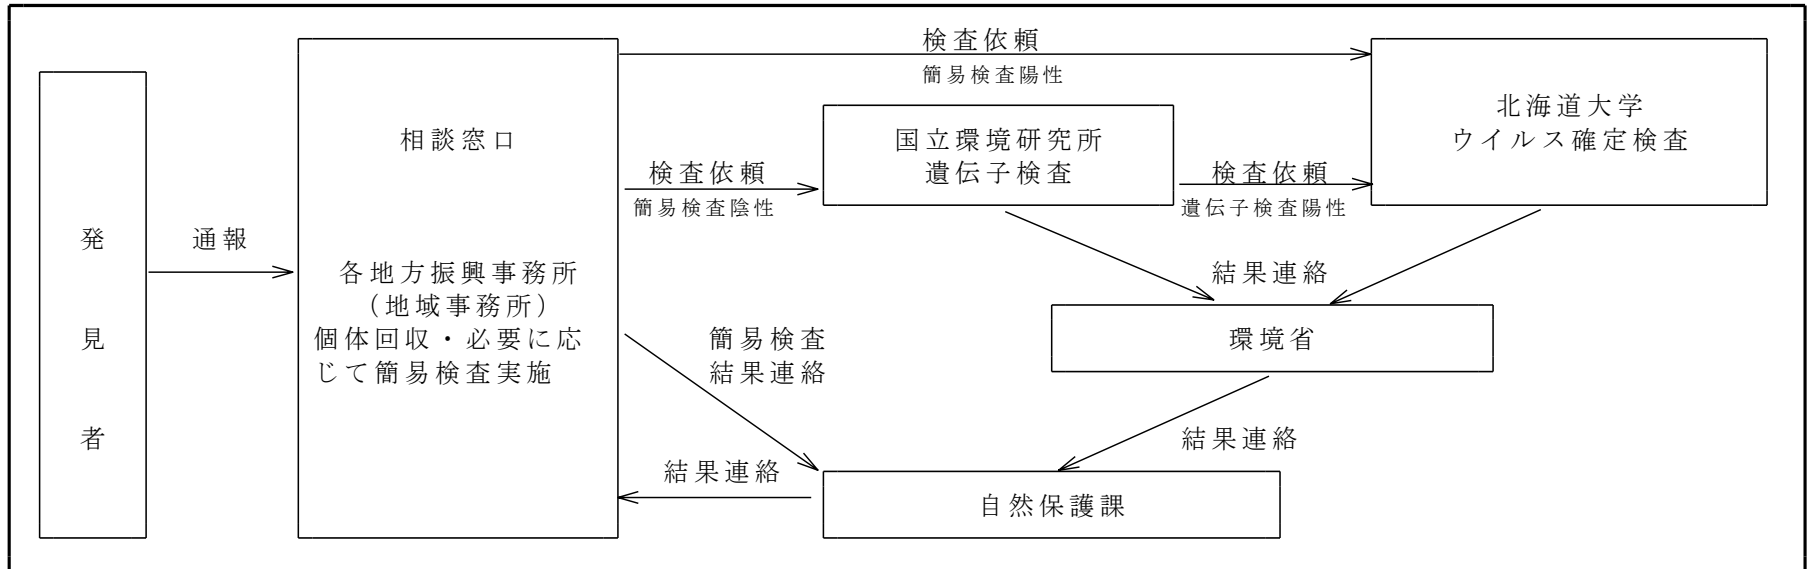 発見者
通報
相談窓口
各地方振興事務所
（地域事務所）
個体回収・必要に応
じて簡易検査実施
検査依頼
簡易検査陽性
検査依頼
簡易検査陰性
国立環境研究所
遺伝子検査
検査依頼
遺伝子検査陽性
北海道大学
ウイルス確定検査
結果連絡
環境省
簡易検査
結果連絡
結果連絡
結果連絡
自然保護課